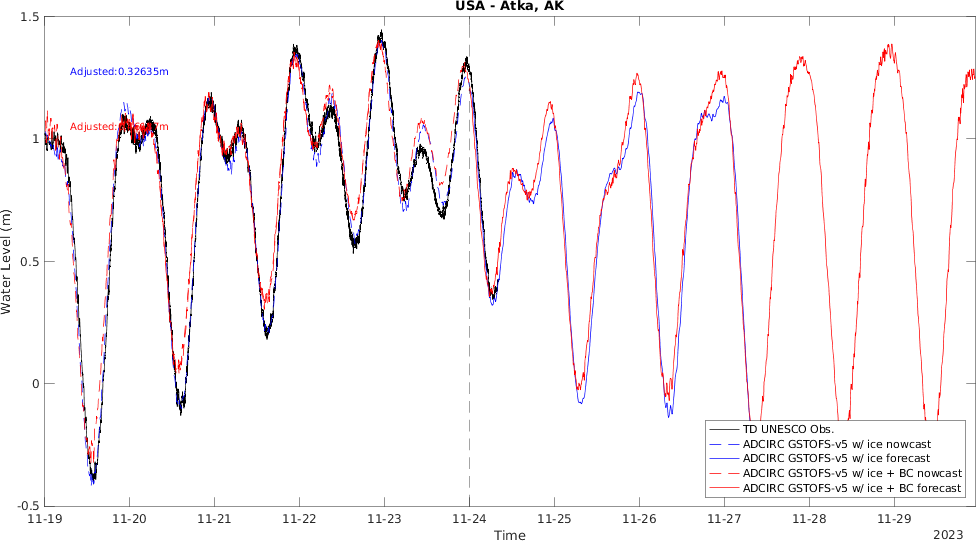 USA - Atka, AK
1.5
Adjusted:0.32635m
Adjusted:
1
0.5
0
-0.5
Water Level (m)
TD UNESCO Obs.
ADCIRC GSTOFS-v5 w/ ice nowcast
ADCIRC GSTOFS-v5 w/ ice forecast
ADCIRC GSTOFS-v5 w/ ice + BC nowcast
ADCIRC GSTOFS-v5 w/ ice + BC forecast
11-19 11-20 11-21 11-22 11-23 11-24 11-25 11-26 11-27 11-28 11-29
Time
2023